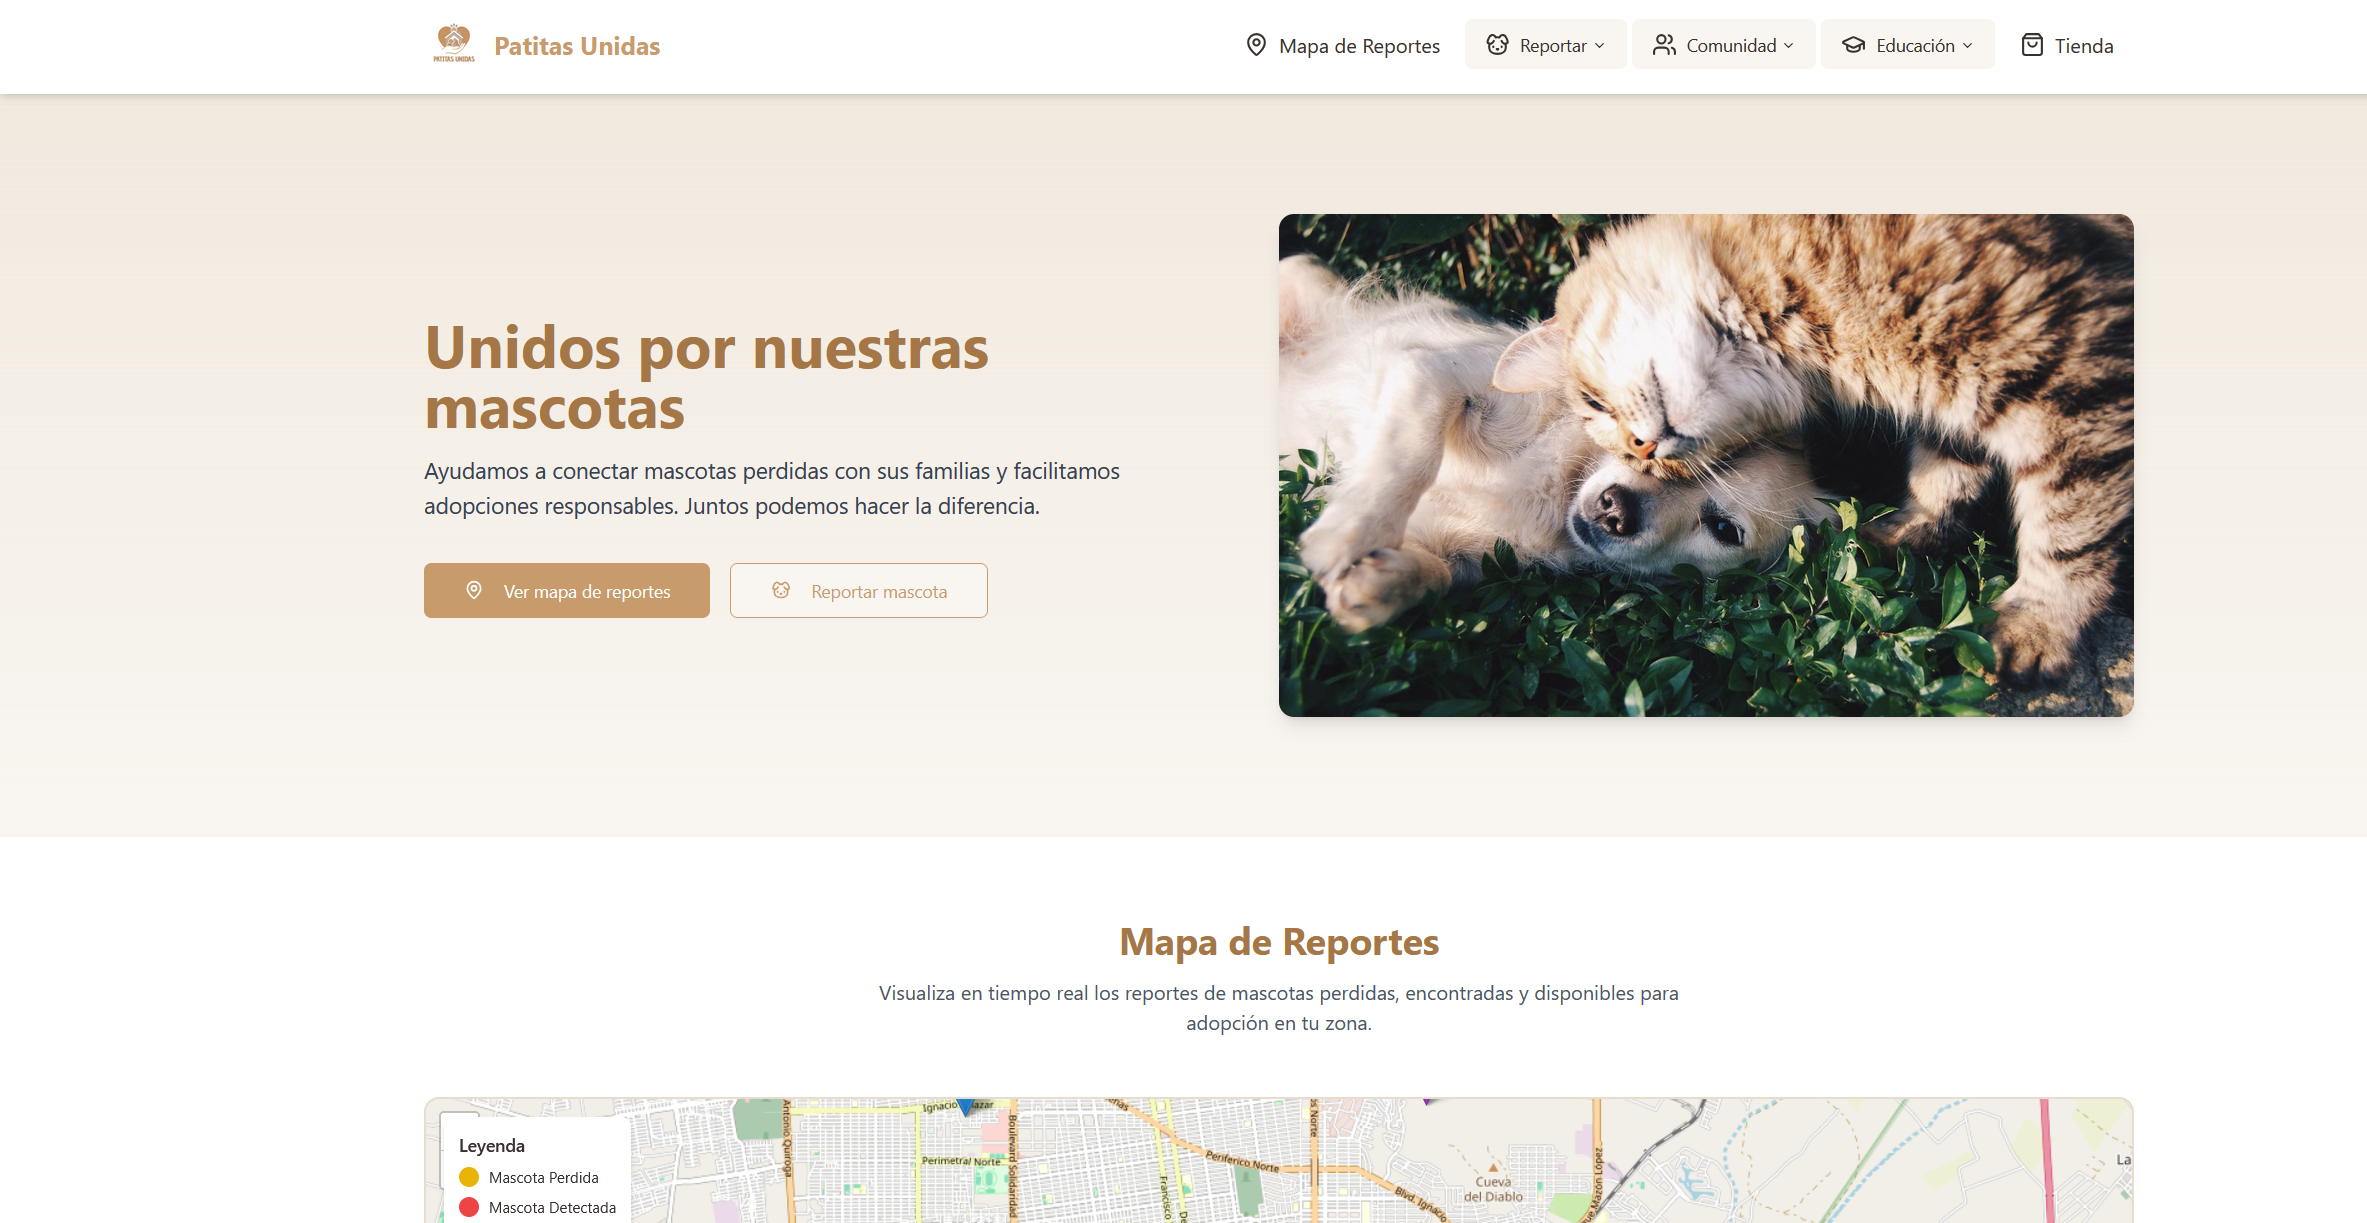 PATITAS UNIDAS
Patitas Unidas
Mapa de Reportes
Reportar
Comunidad
Educación
Tienda
Unidos por nuestras
mascotas
Ayudamos a conectar mascotas perdidas con sus familias y facilitamos
adopciones responsables. Juntos podemos hacer la diferencia.
Ver mapa de reportes
Reportar mascota
Mapa de Reportes
Visualiza en tiempo real los reportes de mascotas perdidas, encontradas y disponibles para
adopción en tu zona.
Leyenda
Mascota Perdida
Mascota Detectada
Antonio Quiroga
Ignacio
Perimetral Norte
Boulevard Solidaridad
Francisco
Periferico Norte
Blvd. Ignacio
Cueva
del Diablo
Mazón López
La